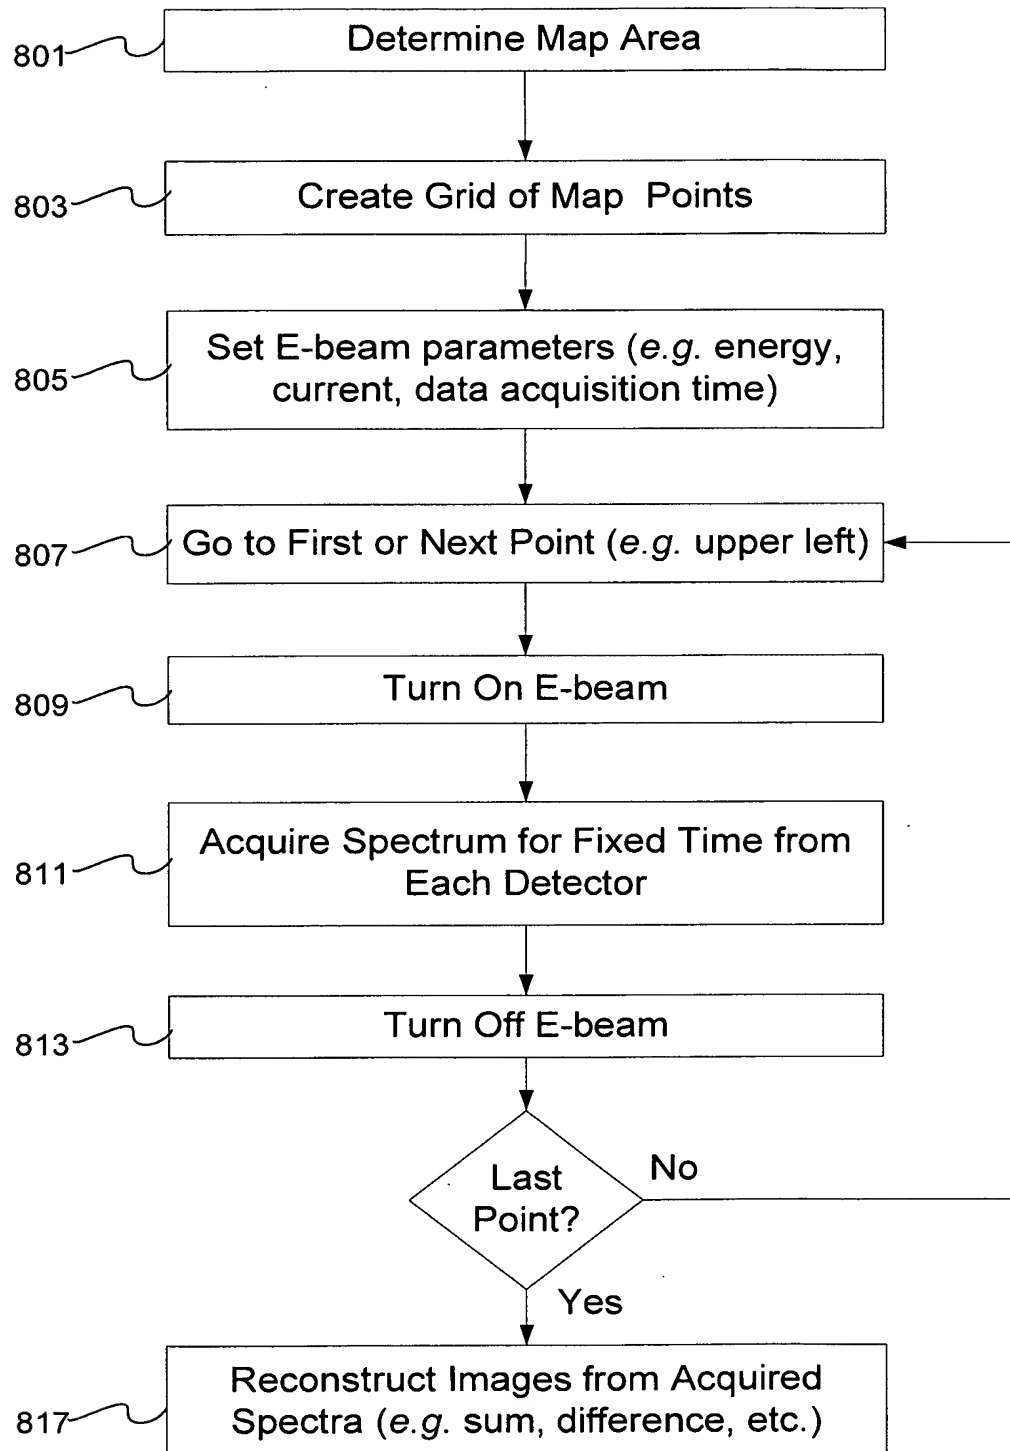 801
Determine Map Area
803
Create Grid of Map Points
805
Set E-beam parameters (e.g. energy,
current, data acquisition time)
807
Go to First or Next Point (e.g. upper left)
809
Turn On E-beam
811
Acquire Spectrum for Fixed Time from
Each Detector
813
Turn Off E-beam
Last
Point?
No
Yes
817
Reconstruct Images from Acquired
Spectra (e.g. sum, difference, etc.)